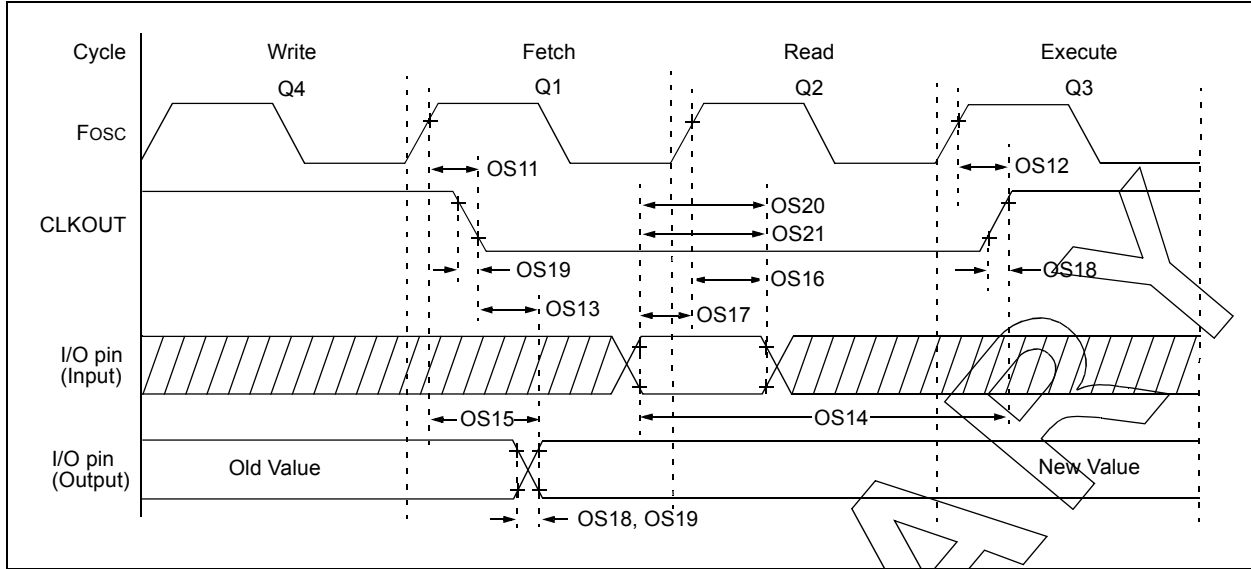 Cycle Write Fetch Read Execute
Q4 Q1 Q2 Q3
FOSC
OS11 OS12
OS20
CLKOUT
OS21
OS19 OS18
OS16
OS13 OS17
I/O pin
(Input)
OS15 OS14
I/O pin
(Output)
Old Value New Value
OS18, OS19
A R Y